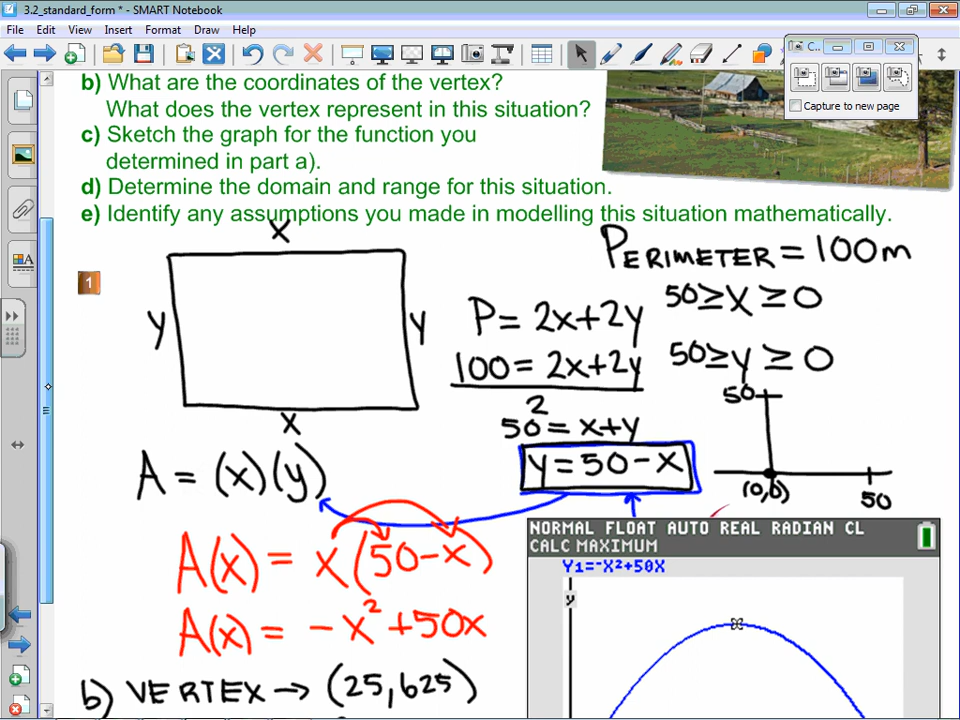 3.2_standard_form * - SMART Notebook
File Edit View Insert Format Draw Help
C..
Capture to new page
b) What are the coordinates of the vertex?
What does the vertex represent in this situation?
c) Sketch the graph for the function you
determined in part a).
d) Determine the domain and range for this situation.
e) Identify any assumptions you made in modelling this situation mathematically.
x
PERIMETER = 100m
1
50≥x≥0
y
y
P= 2x+2y
100= 2x+2y
2
50≥y≥0
50
x
50=x+y
y=50-x
A= (x)(y)
(0,0)
50
A(x) = x(50-x)
A(x) = -x²+50x
NORMAL FLOAT AUTO REAL RADIAN CL
CALC MAXIMUM
Y1=-X²+50X
y
b) VERTEX → (25,625)